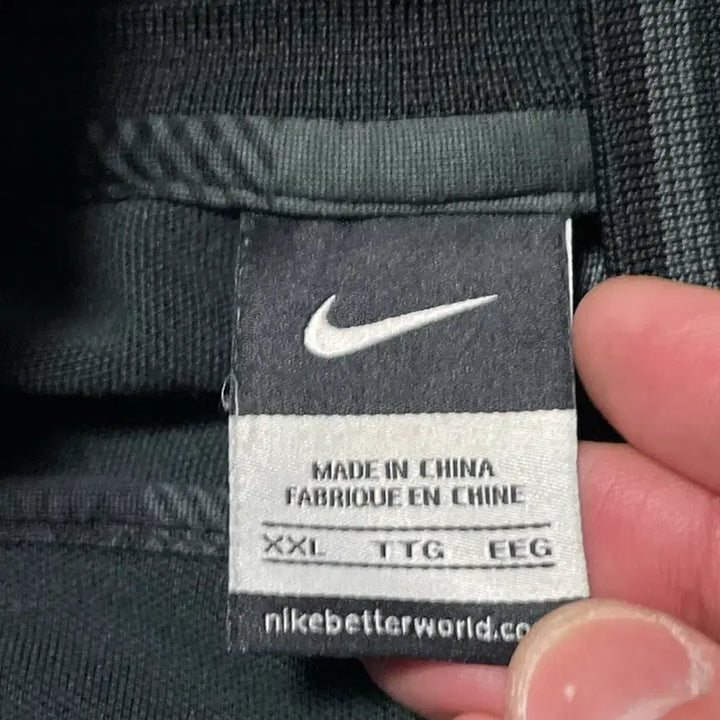 MADE IN CHINA
FABRIQUE EN CHINE
XXL TTG EEG
nikebetterworld.co